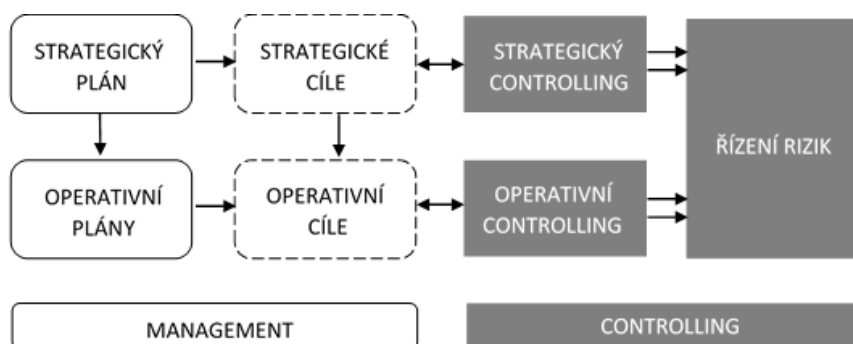 STRATEGICKÝ
PLÁN
STRATEGICKÉ
CÍLE
STRATEGICKÝ
CONTROLLING
ŘÍZENÍ RIZIK
OPERATIVNÍ
PLÁNY
OPERATIVNÍ
CÍLE
OPERATIVNÍ
CONTROLLING
MANAGEMENT
CONTROLLING